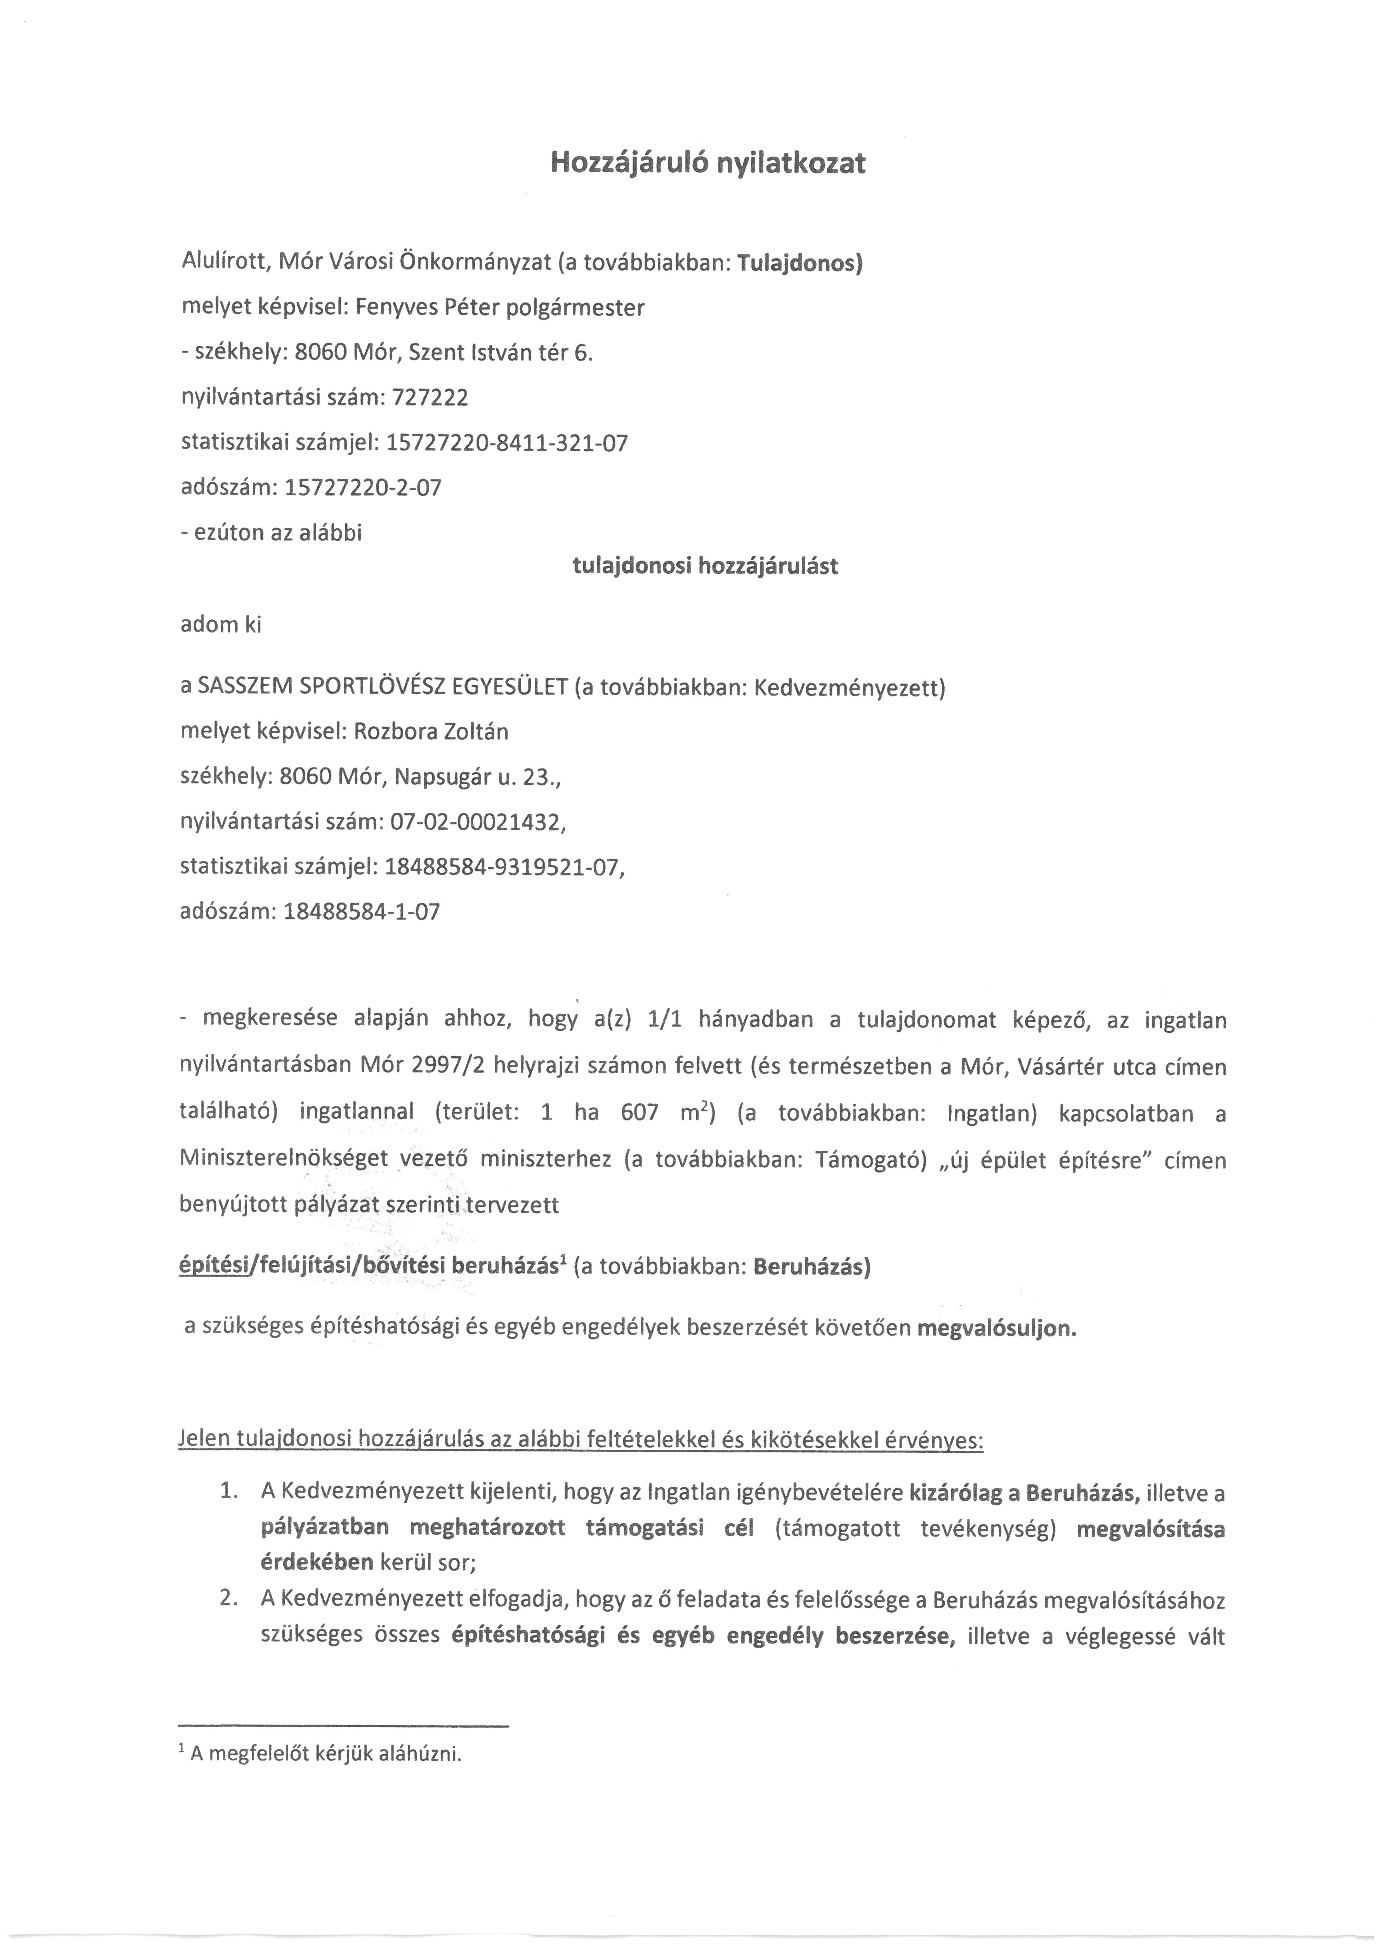 Hozzájáruló nyilatkozat
Alulírott, Mór Városi Önkormányzat (a továbbiakban: Tulajdonos)
melyet képvisel: Fenyves Péter polgármester
- székhely: 8060 Mór, Szent István tér 6.
nyilvántartási szám: 727222
statisztikai számjel: 15727220-8411-321-07
adószám: 15727220-2-07
- ezúton az alábbi
tulajdonosi hozzájárulást
adom ki
a SASSZEM SPORTLÖVÉSZ EGYESÜLET (a továbbiakban: Kedvezményezett)
melyet képvisel: Rozbora Zoltán
székhely: 8060 Mór, Napsugár u. 23.,
nyilvántartási szám: 07-02-00021432,
statisztikai számjel: 18488584-9319521-07,
adószám: 18488584-1-07
- megkeresése alapján ahhoz, hogy a(z) 1/1 hányadban a tulajdonomat képező, az ingatlan
nyilvántartásban Mór 2997/2 helyrajzi számon felvett (és természetben a Mór, Vásártér utca címen
található) ingatlannal (terület: 1 ha 607 m²) (a továbbiakban: Ingatlan) kapcsolatban a
Miniszterelnökséget vezető miniszterhez (a továbbiakban: Támogató) „új épület építésre” címen
benyújtott pályázat szerinti tervezett
építési/felújítási/bővítési beruházás¹ (a továbbiakban: Beruházás)
a szükséges építéshatósági és egyéb engedélyek beszerzését követően megvalósuljon.
Jelen tulajdonosi hozzájárulás az alábbi feltételekkel és kikötésekkel érvényes:
1. A Kedvezményezett kijelenti, hogy az Ingatlan igénybevételére kizárólag a Beruházás, illetve a
pályázatban meghatározott támogatási cél (támogatott tevékenység) megvalósítása
érdekében kerül sor;
2. A Kedvezményezett elfogadja, hogy az ő feladata és felelőssége a Beruházás megvalósításához
szükséges összes építéshatósági és egyéb engedély beszerzése, illetve a véglegessé vált
¹ A megfelelőt kérjük aláhúzni.